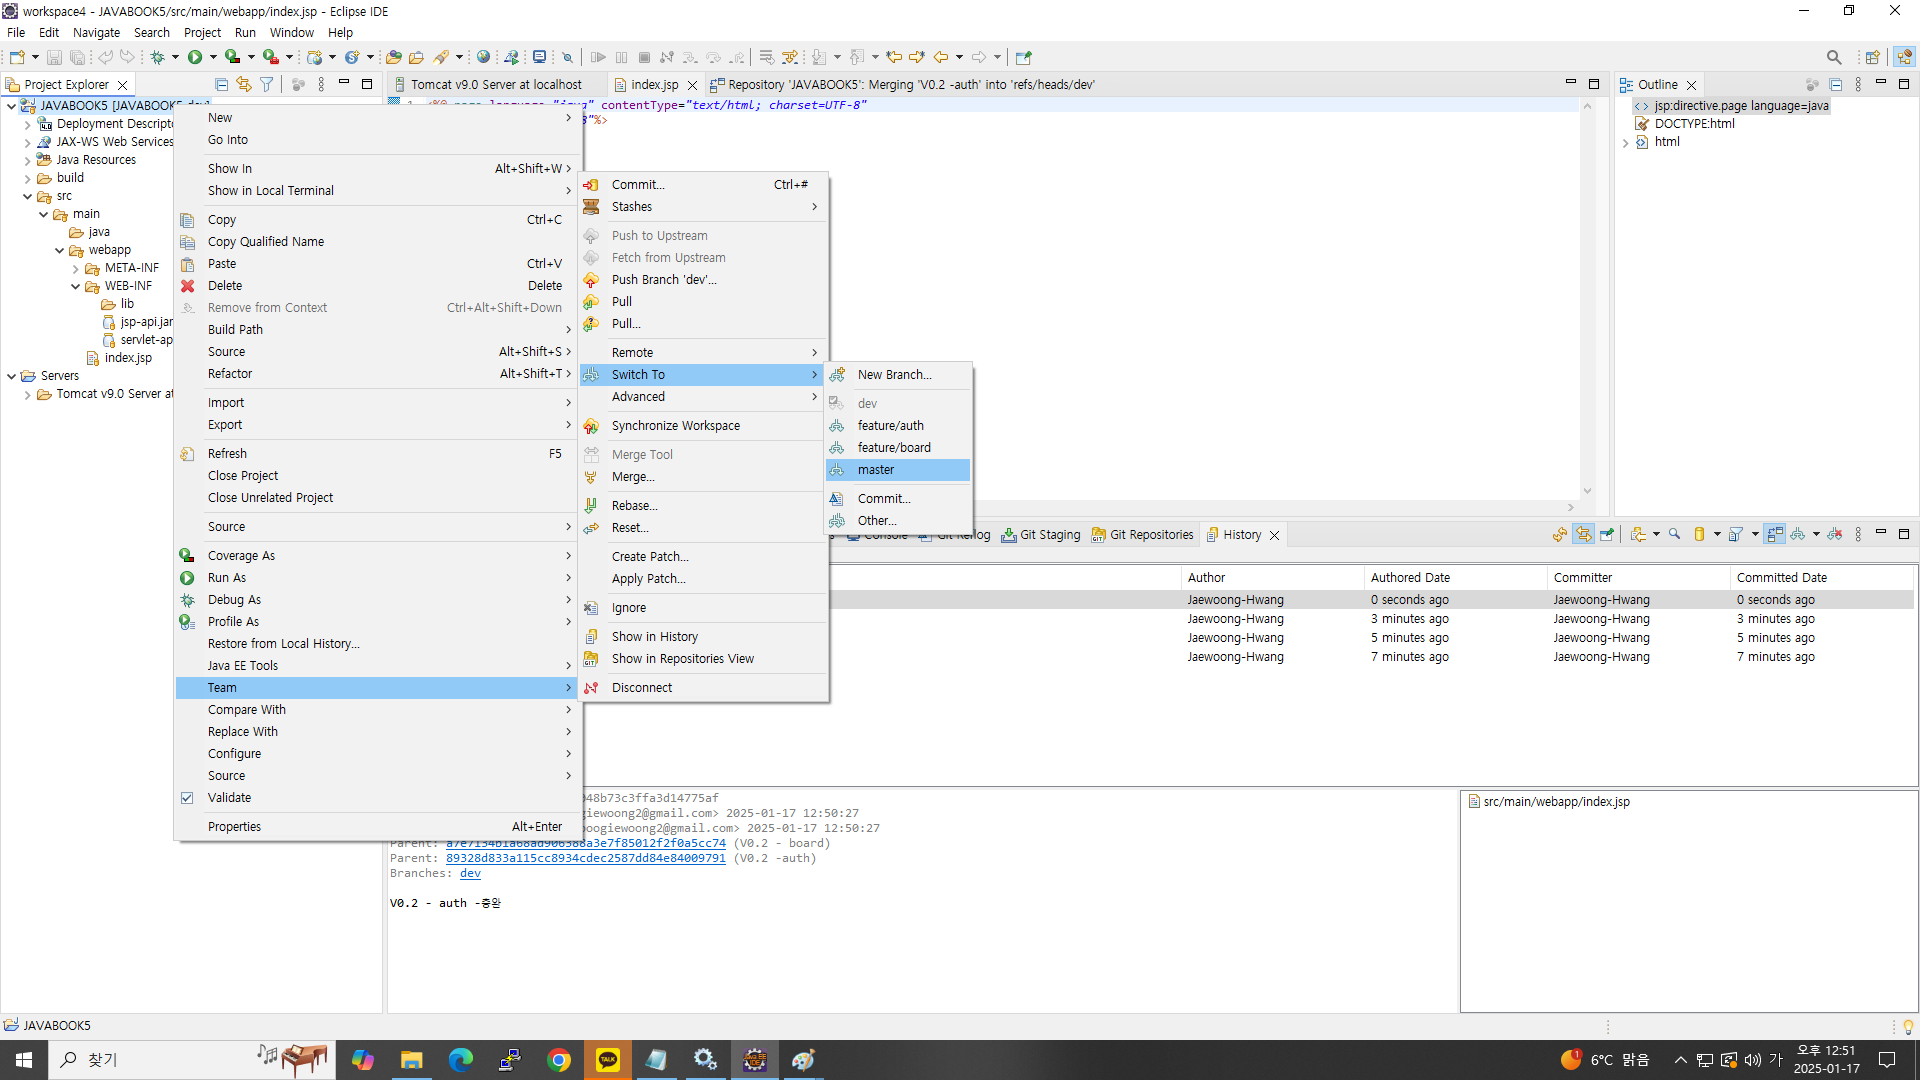 workspace4 - JAVABOOK5/src/main/webapp/index.jsp - Eclipse IDE
File Edit Navigate Search Project Run Window Help
Project Explorer
Tomcat v9.0 Server at localhost
index.jsp
Repository 'JAVABOOK5': Merging 'V0.2 -auth' into 'refs/heads/dev'
Outline
JAVABOOK5 [JAVABOOK5 dev]
Deployment Descripto
JAX-WS Web Services
Java Resources
build
src
main
java
webapp
META-INF
WEB-INF
lib
jsp-api.jar
servlet-ap
index.jsp
Servers
Tomcat v9.0 Server at
1 <%@ page language="java" contentType="text/html; charset=UTF-8"
8"%>
jsp:directive.page language=java
DOCTYPE:html
html
New
Go Into
Show In Alt+Shift+W
Show in Local Terminal
Copy Ctrl+C
Copy Qualified Name
Paste Ctrl+V
Delete Delete
Remove from Context Ctrl+Alt+Shift+Down
Build Path
Source Alt+Shift+S
Refactor Alt+Shift+T
Import
Export
Refresh F5
Close Project
Close Unrelated Project
Source
Coverage As
Run As
Debug As
Profile As
Restore from Local History...
Java EE Tools
Team
Compare With
Replace With
Configure
Source
Validate
Properties Alt+Enter
Commit... Ctrl+#
Stashes
Push to Upstream
Fetch from Upstream
Push Branch 'dev'...
Pull
Pull...
Remote
Switch To
Advanced
Synchronize Workspace
Merge Tool
Merge...
Rebase...
Reset...
Create Patch...
Apply Patch...
Ignore
Show in History
Show in Repositories View
Disconnect
New Branch...
dev
feature/auth
feature/board
master
Commit...
Other...
Console
Git Reflog
Git Staging
Git Repositories
History
Author Authored Date Committer Committed Date
Jaewoong-Hwang 0 seconds ago Jaewoong-Hwang 0 seconds ago
Jaewoong-Hwang 3 minutes ago Jaewoong-Hwang 3 minutes ago
Jaewoong-Hwang 5 minutes ago Jaewoong-Hwang 5 minutes ago
Jaewoong-Hwang 7 minutes ago Jaewoong-Hwang 7 minutes ago
948b73c3ffa3d14775af
giewoong2@gmail.com> 2025-01-17 12:50:27
oogiewoong2@gmail.com> 2025-01-17 12:50:27
Parent: a7e7134b1a68ad906388a3e7f85012f2f0a5cc74 (V0.2 - board)
Parent: 89328d833a115cc8934cdec2587dd84e84009791 (V0.2 -auth)
Branches: dev
V0.2 - auth -충완
src/main/webapp/index.jsp
JAVABOOK5
찾기
TALK
1
6°C 맑음
가
오후 12:51
2025-01-17